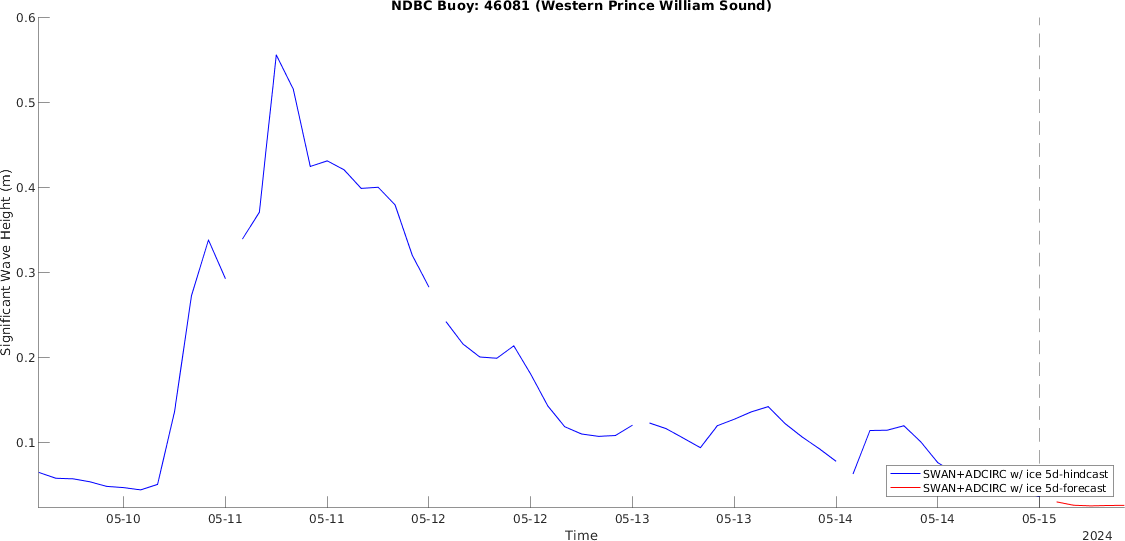 NDBC Buoy: 46081 (Western Prince William Sound)
0.6
0.5
0.4
0.3
0.2
0.1
Significant Wave Height (m)
SWAN+ADCIRC w/ ice 5d-hindcast
SWAN+ADCIRC w/ ice 5d-forecast
05-10 05-11 05-11 05-12 05-12 05-13 05-13 05-14 05-14 05-15
Time
2024